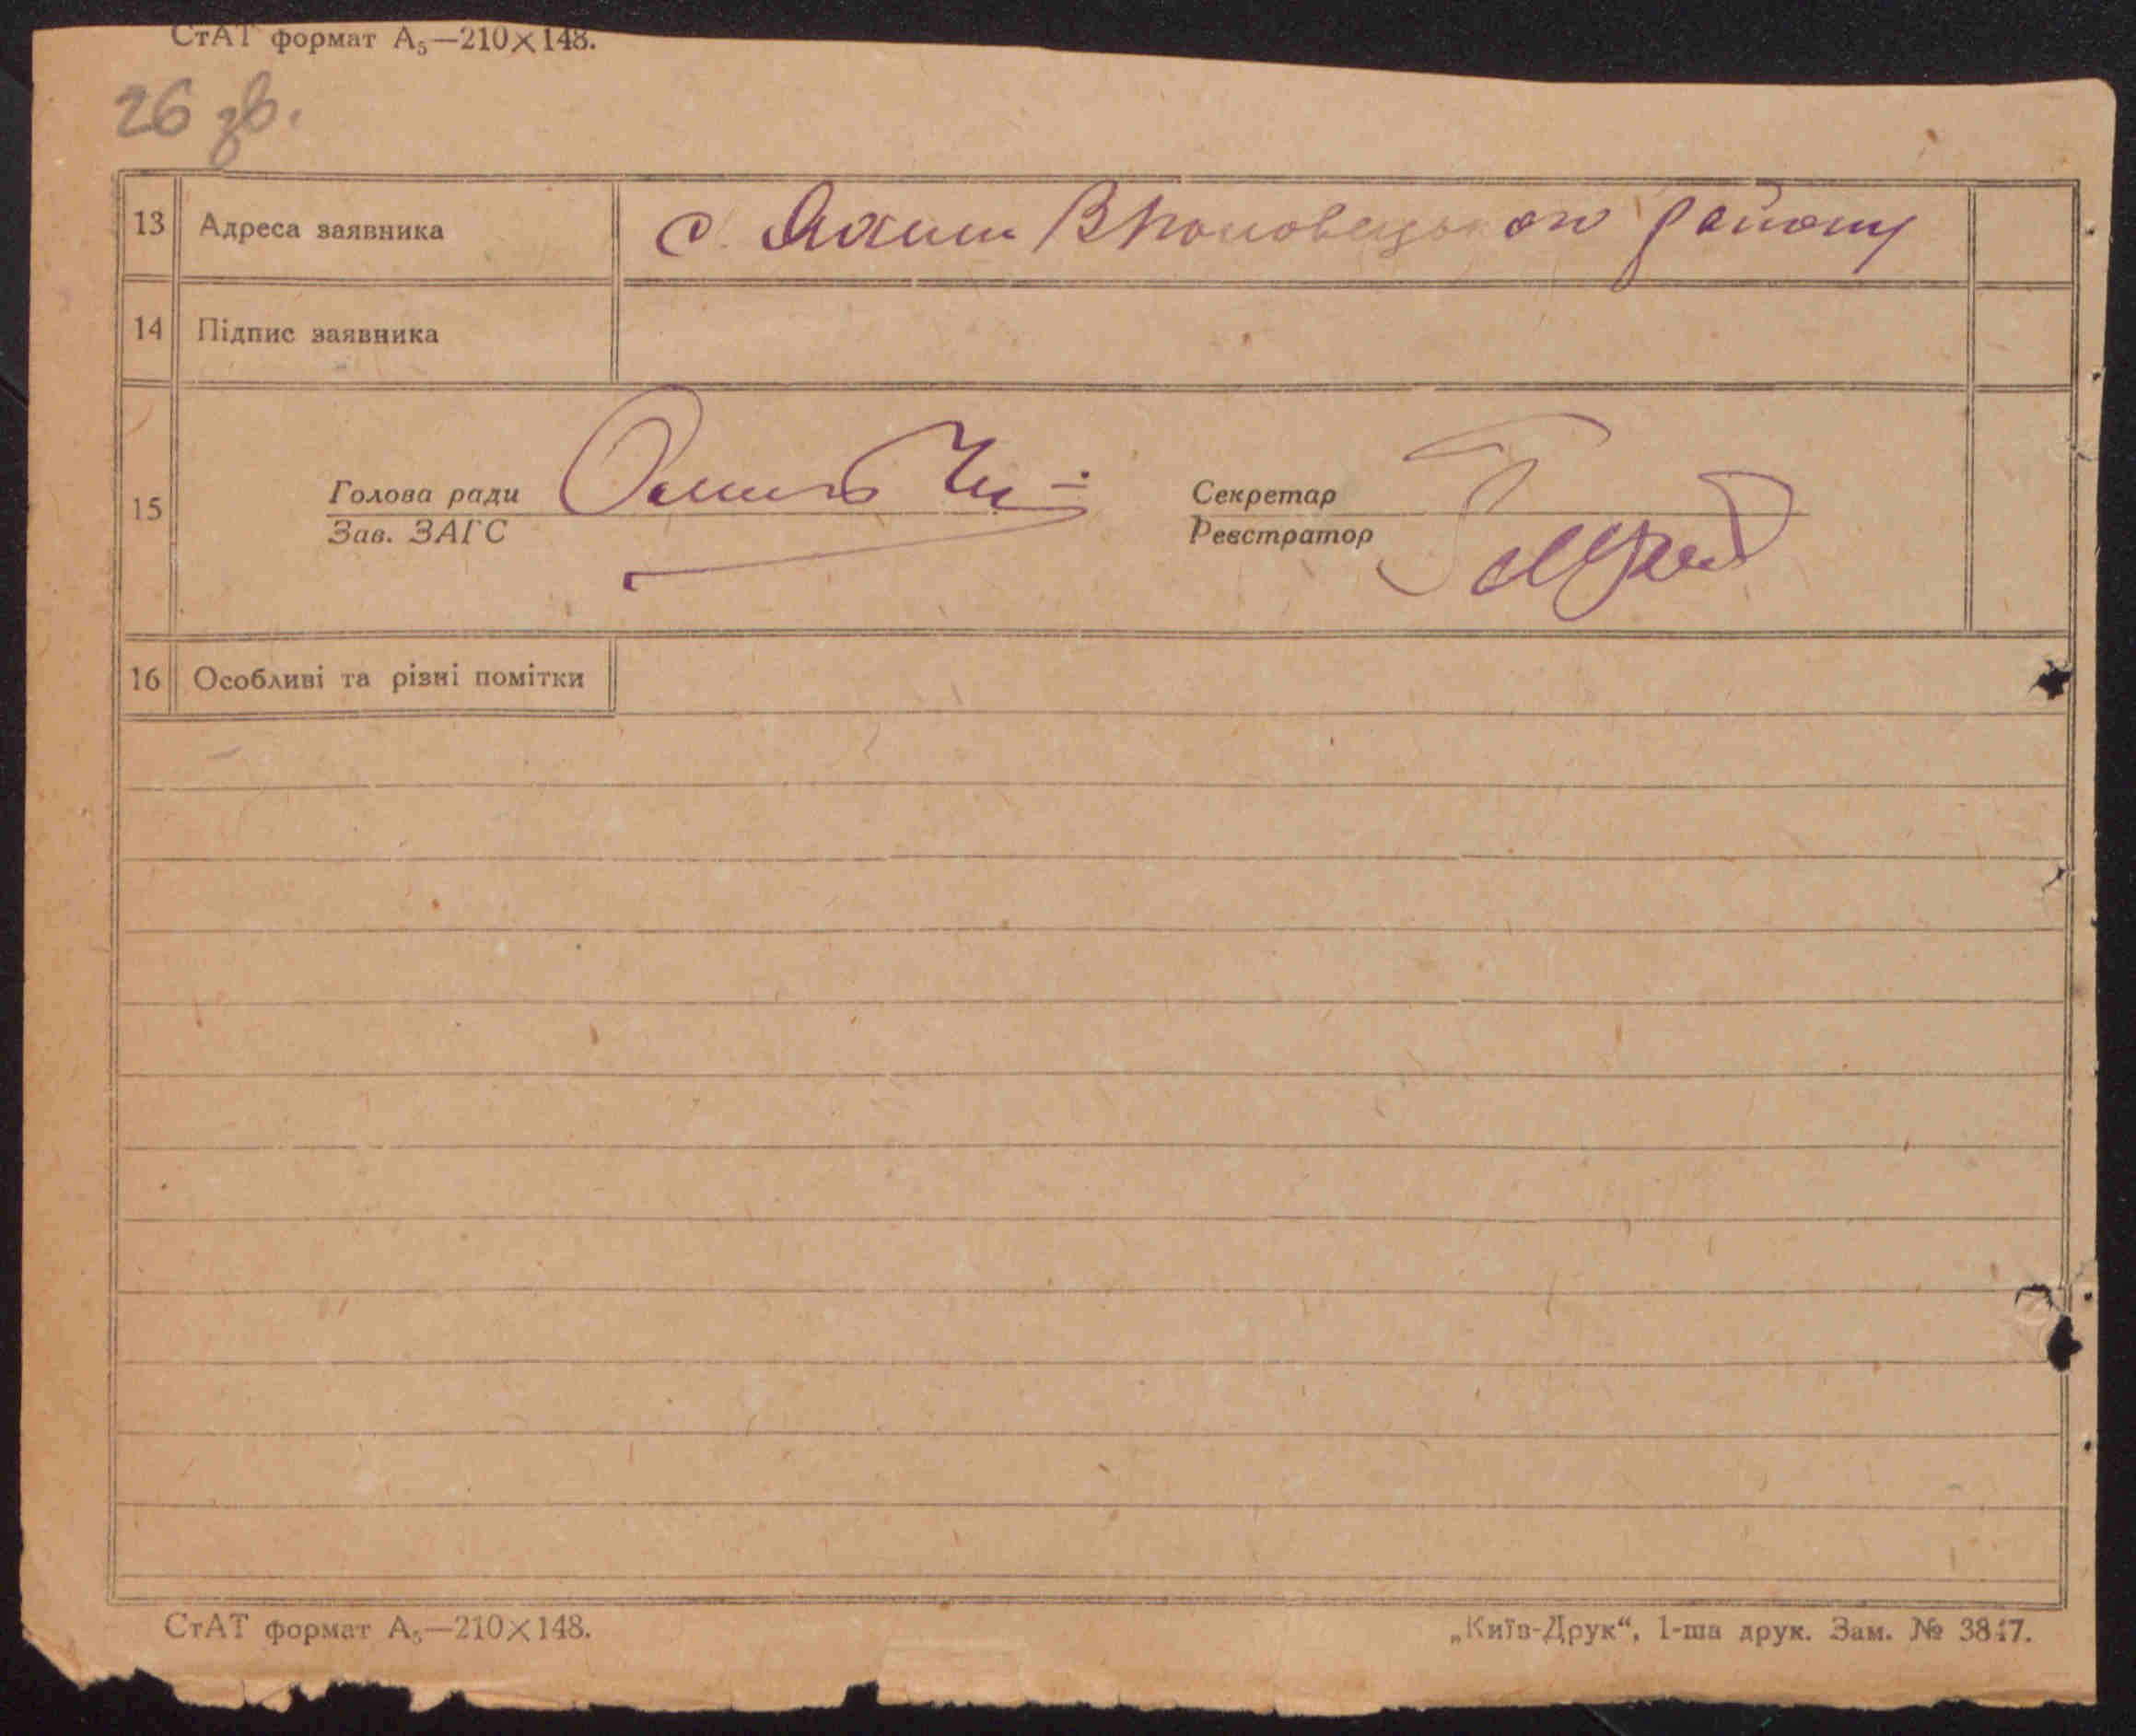 СтАТ формат А₅—210×148.
26 зв.
13 Адреса заявника с. району
14 Підпис заявника
15 Голова ради Секретар
Зав. ЗАГС Реєстратор
16 Особливі та різні помітки
СтАТ формат А₅—210×148. „Київ-Друк“, 1-ша друк. Зам. №